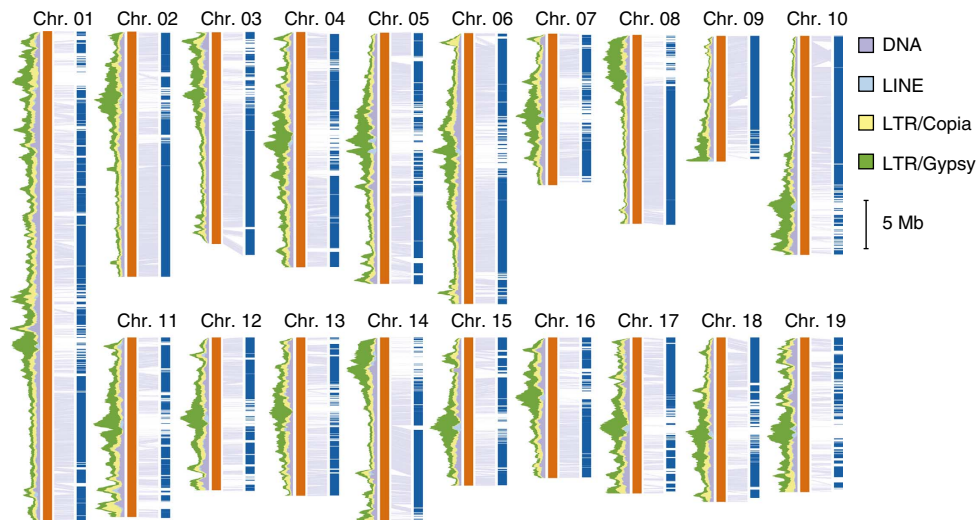 Chr. 01
Chr. 02
Chr. 03
Chr. 04
Chr. 05
Chr. 06
Chr. 07
Chr. 08
Chr. 09
Chr. 10
DNA
LINE
LTR/Copia
LTR/Gypsy
5 Mb
Chr. 11
Chr. 12
Chr. 13
Chr. 14
Chr. 15
Chr. 16
Chr. 17
Chr. 18
Chr. 19